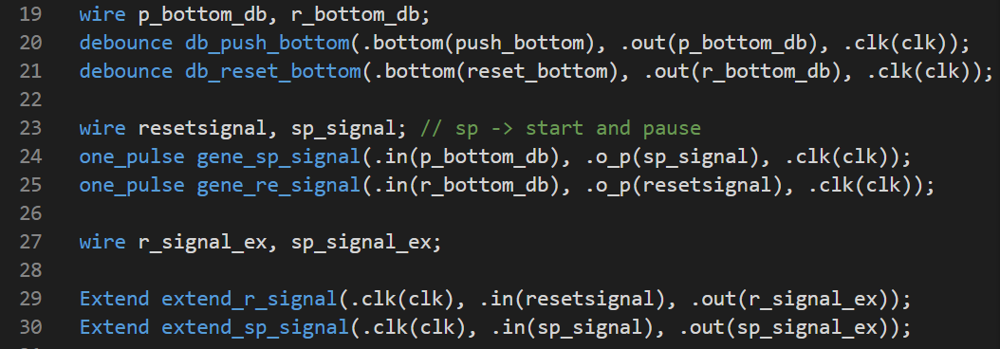 19 wire p_bottom_db, r_bottom_db;
20 debounce db_push_bottom(.bottom(push_bottom), .out(p_bottom_db), .clk(clk));
21 debounce db_reset_bottom(.bottom(reset_bottom), .out(r_bottom_db), .clk(clk));
22
23 wire resetsignal, sp_signal; // sp -> start and pause
24 one_pulse gene_sp_signal(.in(p_bottom_db), .o_p(sp_signal), .clk(clk));
25 one_pulse gene_re_signal(.in(r_bottom_db), .o_p(resetsignal), .clk(clk));
26
27 wire r_signal_ex, sp_signal_ex;
28
29 Extend extend_r_signal(.clk(clk), .in(resetsignal), .out(r_signal_ex));
30 Extend extend_sp_signal(.clk(clk), .in(sp_signal), .out(sp_signal_ex));